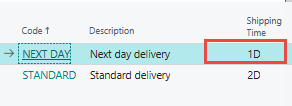 Code ↑ Description Shipping Time
→ NEXT DAY Next day delivery 1D
STANDARD Standard delivery 2D